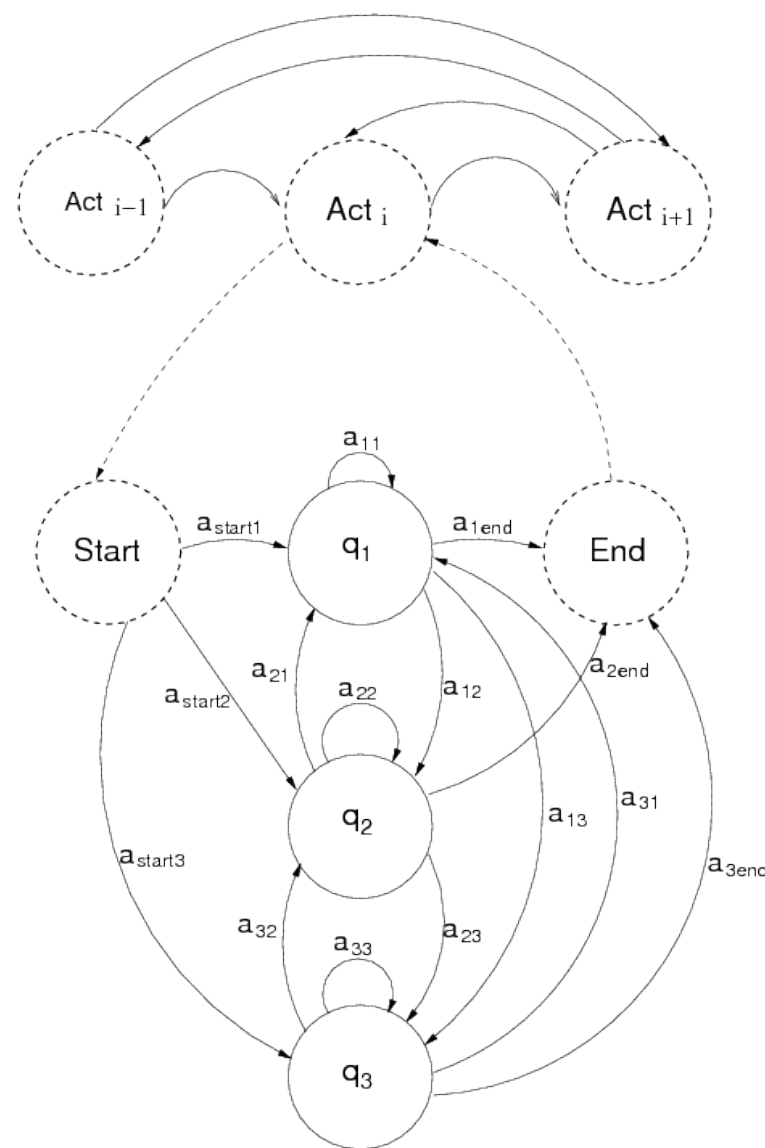 Act i−1
Act i
Act i+1
a11
Start
astart1
q1
a1end
End
a21
a22
a12
a2end
astart2
q2
a13
a31
astart3
a3end
a32
a33
a23
q3